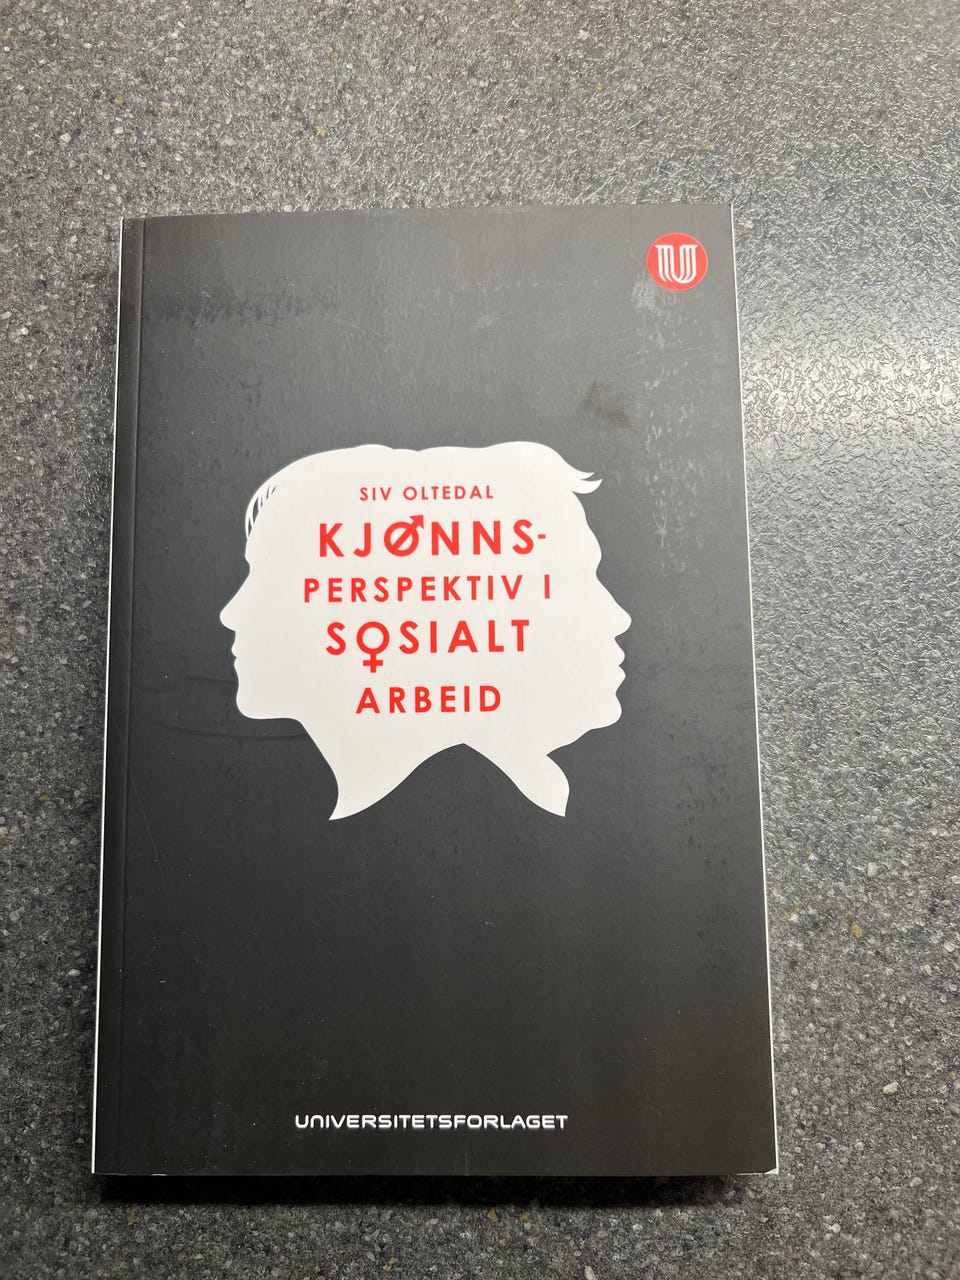 U
SIV OLTEDAL
KJØNNS-
PERSPEKTIV I
SOSIALT
ARBEID
UNIVERSITETSFORLAGET